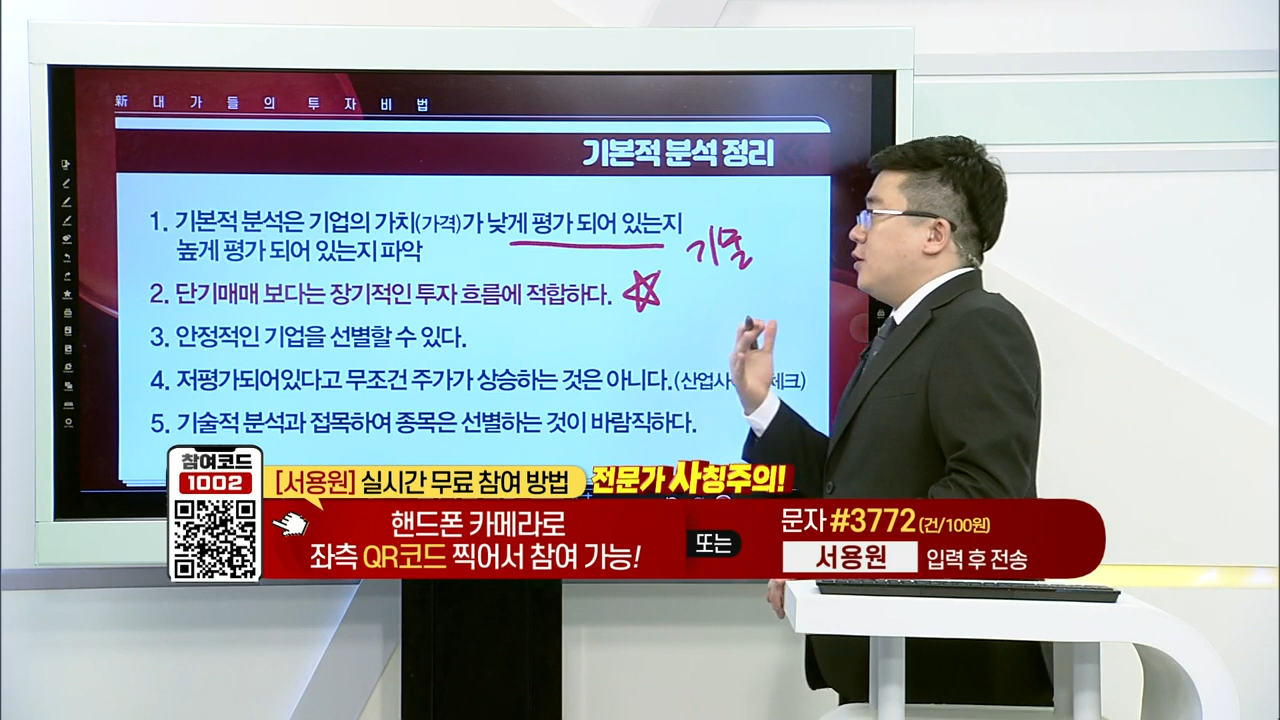 新 대 가 들 의 투 자 비 법
기본적 분석 정리
1. 기본적 분석은 기업의 가치(가격)가 낮게 평가 되어 있는지
높게 평가 되어 있는지 파악
기물
2. 단기매매 보다는 장기적인 투자 흐름에 적합하다.
3. 안정적인 기업을 선별할 수 있다.
4. 저평가되어있다고 무조건 주가가 상승하는 것은 아니다.(산업사 체크)
5. 기술적 분석과 접목하여 종목은 선별하는 것이 바람직하다.
참여코드
1002
[서용원] 실시간 무료 참여 방법
전문가 사칭주의!
핸드폰 카메라로
좌측 QR코드 찍어서 참여 가능!
또는
문자 #3772 (건/100원)
서용원 입력 후 전송